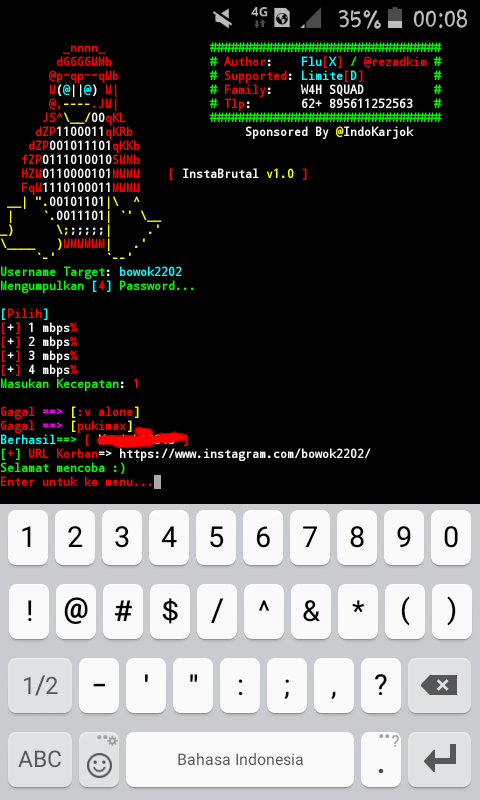 4G 35% 00:08
##################################
# Author: Flu[X] / @rezadkim #
# Supported: Limite[D] #
# Family: W4H SQUAD #
# Tlp: 62+ 895611252563 #
##################################
Sponsored By @IndoKarjok
_nnnn_
dGGGGMMb
@p~qp~~qMb
M(@||@) M|
@,----.JM|
JS^\__/00qKL
dZP1100011qKRb
dZP001011101qKKb
fZP0111010010SMMb
HZM0110000101MMMM
FqM1110100011MMMM
__| ".00101101|\ ^
| `.0011101| `' \__
_) \;;;;;;| .'
\____ )MMMMMM| .'
`-' `--'
[ InstaBrutal v1.0 ]
Username Target: bowok2202
Mengumpulkan [4] Password...
[Pilih]
[+] 1 mbps%
[+] 2 mbps%
[+] 3 mbps%
[+] 4 mbps%
Masukan Kecepatan: 1
Gagal ==> [:v alone]
Gagal ==> [pukimax]
Berhasil==> [ ]
[+] URL Korban=> https://www.instagram.com/bowok2202/
Selamat mencoba :)
Enter untuk ke menu...
1 2 3 4 5 6 7 8 9 0
! @ # $ / ^ & * ( )
1/2 - ' " : ; , ?
ABC Bahasa Indonesia . ?